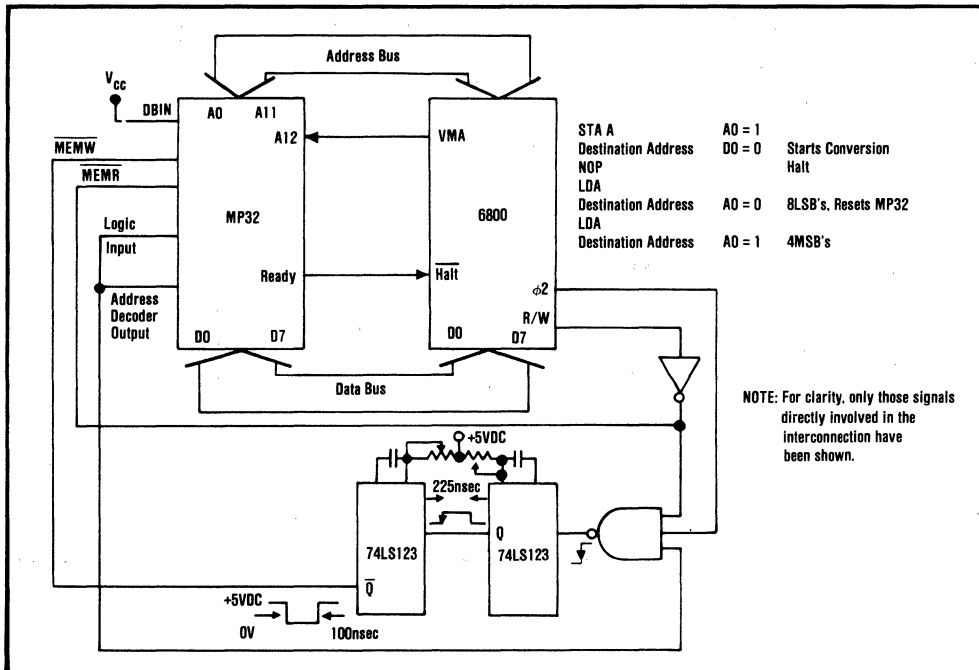 Address Bus
V_CC
DBIN
A0 A11
A12
VMA
MEMW
MEMR
MP32
6800
Logic
Input
Ready
Halt
Address
Decoder
Output
ϕ2
R/W
D0 D7
D0 D7
Data Bus
STA A A0 = 1
Destination Address D0 = 0 Starts Conversion
NOP Halt
LDA
Destination Address A0 = 0 8LSB's, Resets MP32
LDA
Destination Address A0 = 1 4MSB's
NOTE: For clarity, only those signals
directly involved in the
interconnection have
been shown.
+5VDC
225nsec
Q
74LS123
74LS123
Q
+5VDC
0V 100nsec